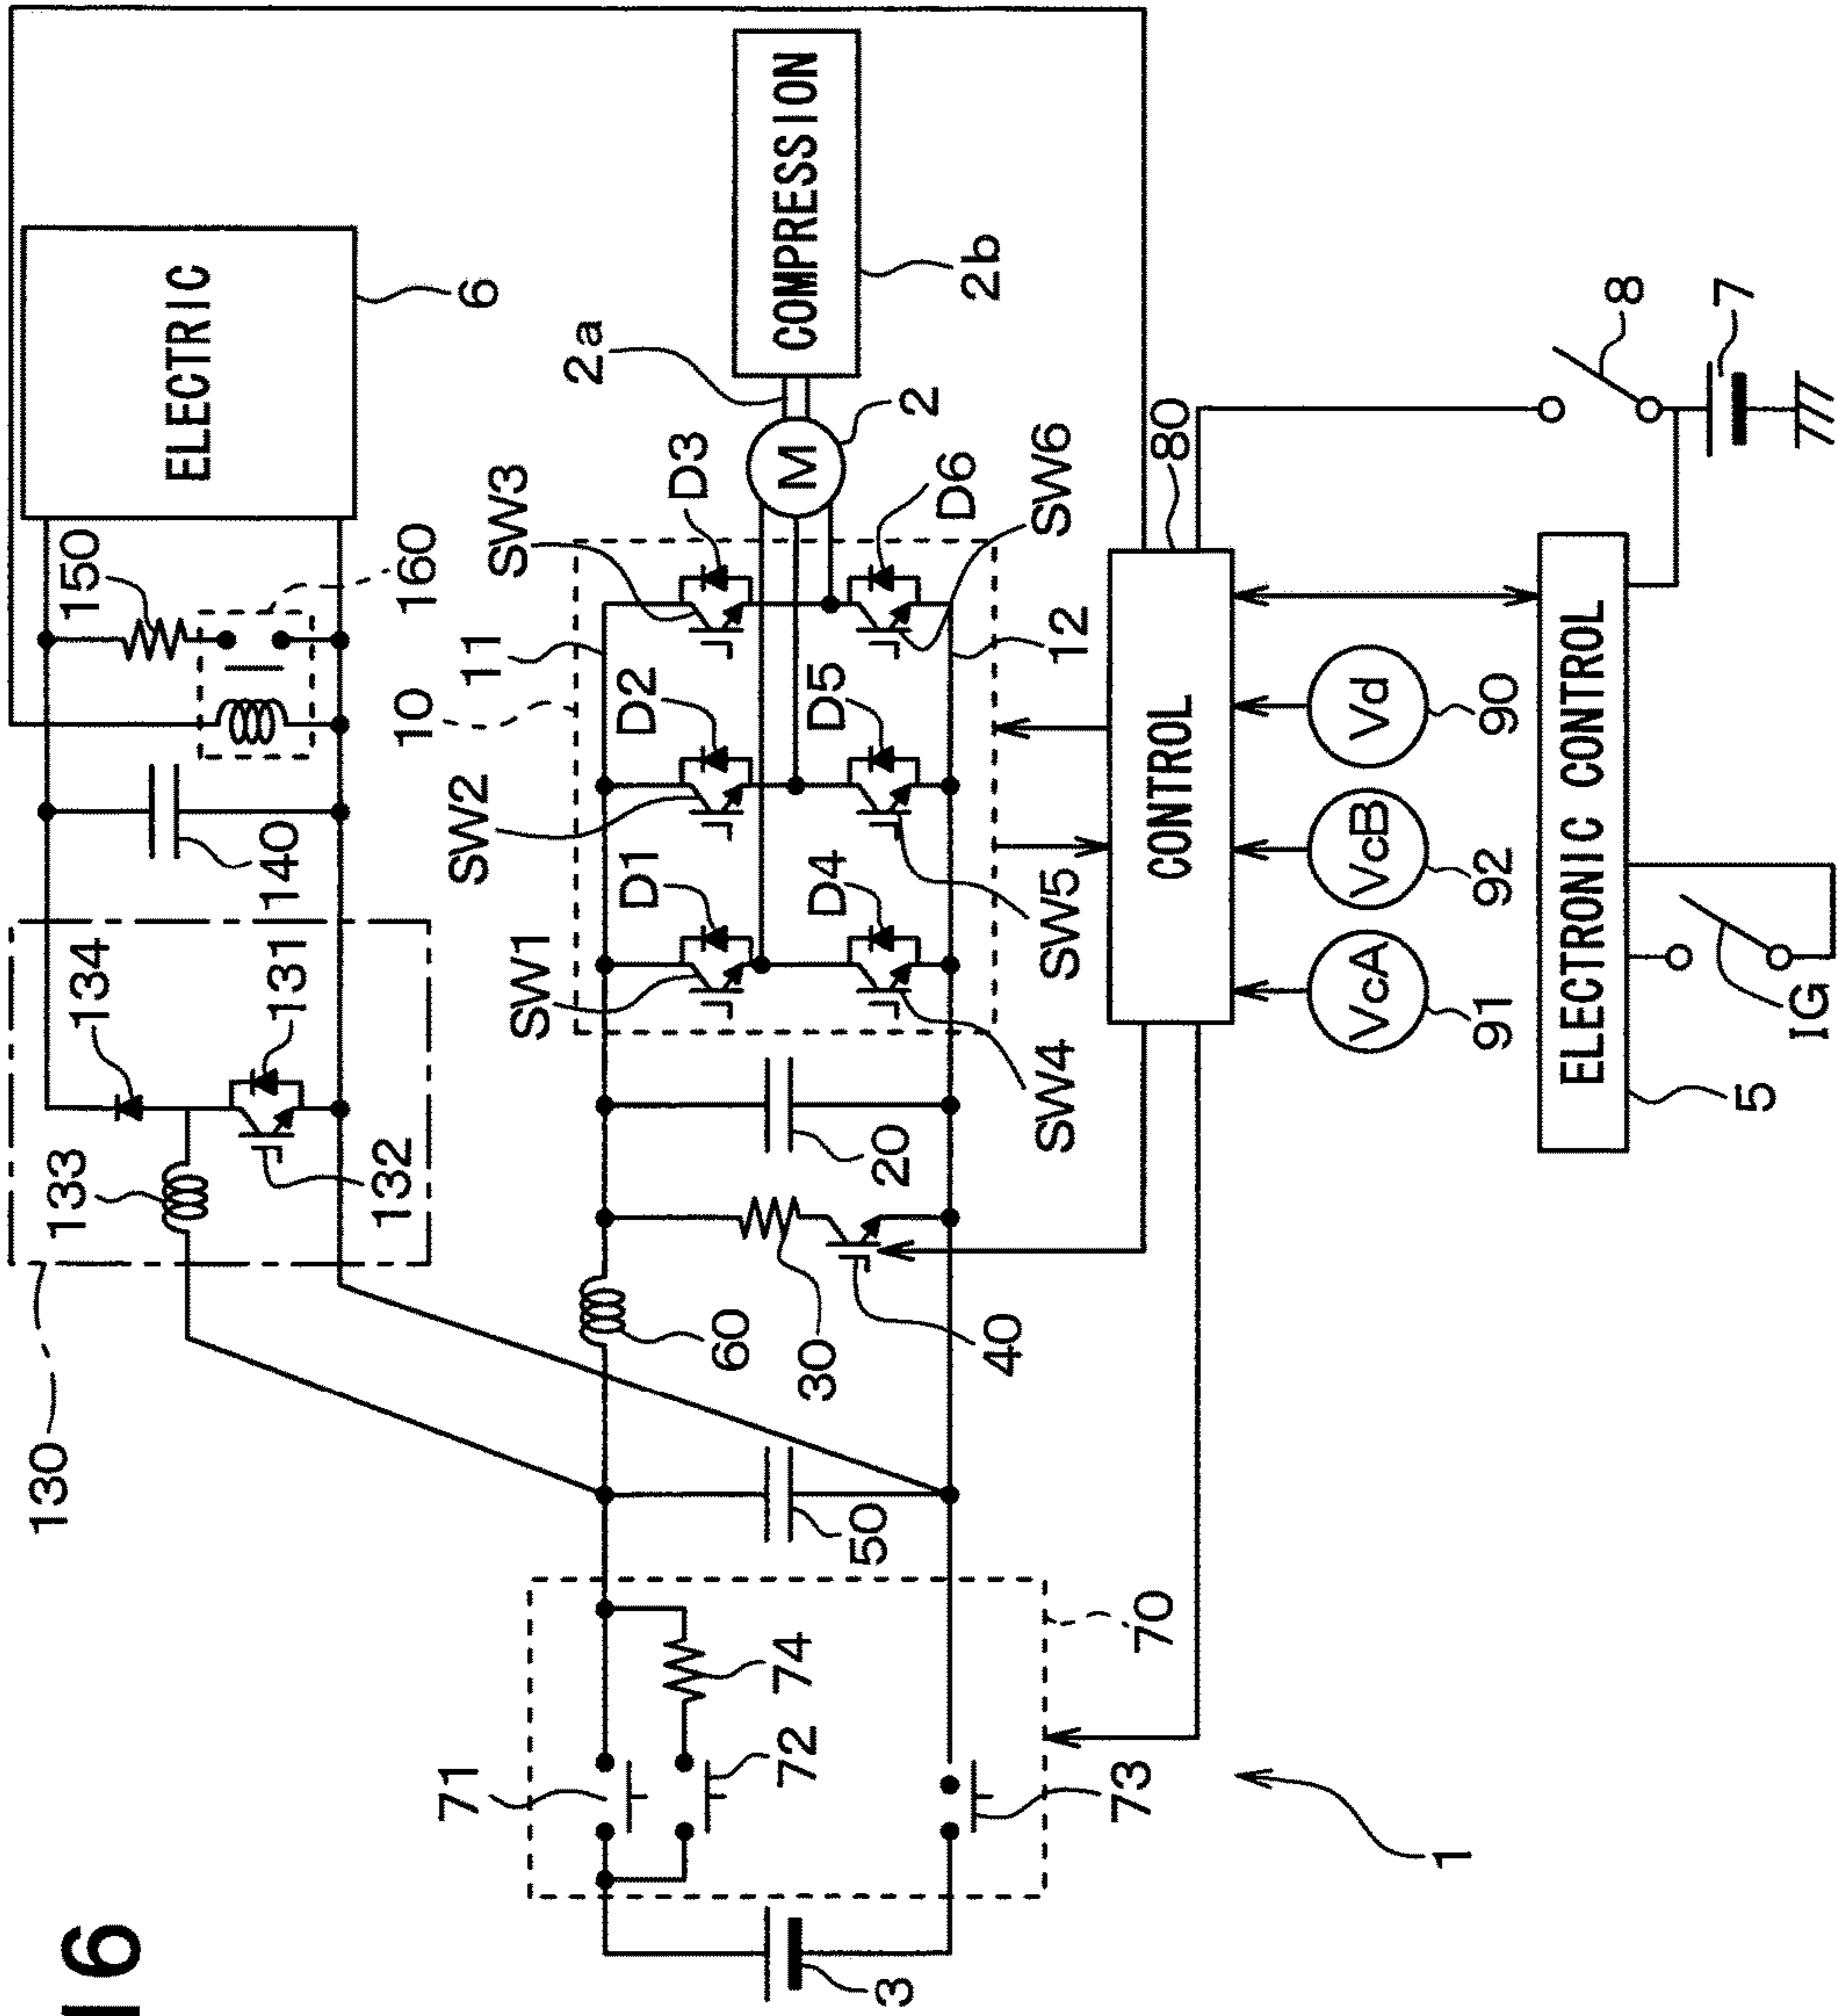 16
130
133
134
131
132
140
150
160
ELECTRIC
6
10
11
SW1
D1
SW2
D2
SW3
D3
2a
M
2
COMPRESSION
2b
D4
D5
D6
SW4
SW5
SW6
12
60
30
40
20
50
71
72
74
73
70
3
1
CONTROL
80
VcA
91
VcB
92
Vd
90
ELECTRONIC CONTROL
5
IG
8
7